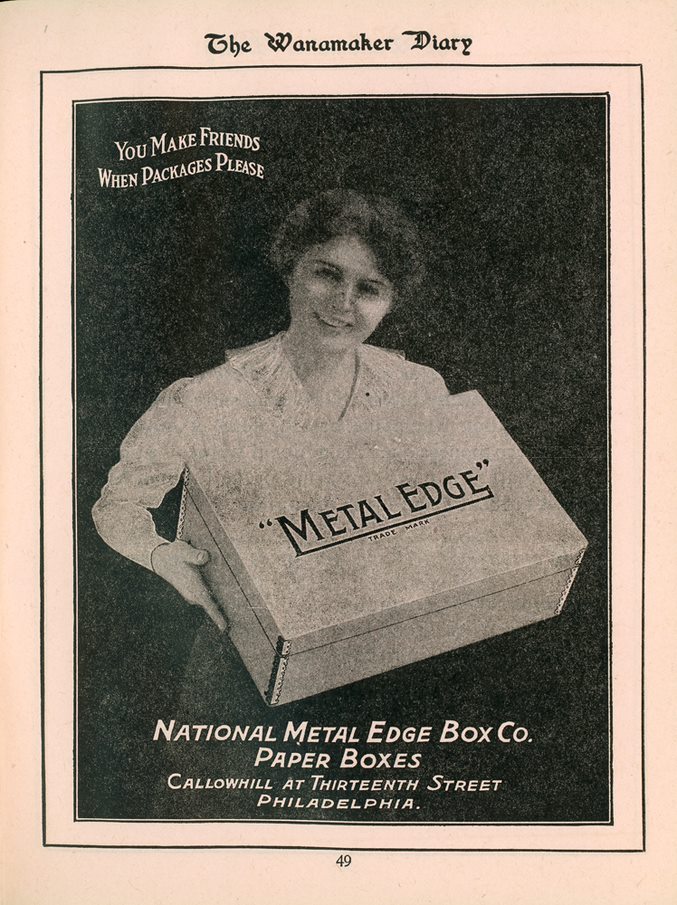 The Wanamaker Diary
YOU MAKE FRIENDS
WHEN PACKAGES PLEASE
"METAL EDGE"
TRADE MARK
NATIONAL METAL EDGE BOX CO.
PAPER BOXES
CALLOWHILL AT THIRTEENTH STREET
PHILADELPHIA.
49